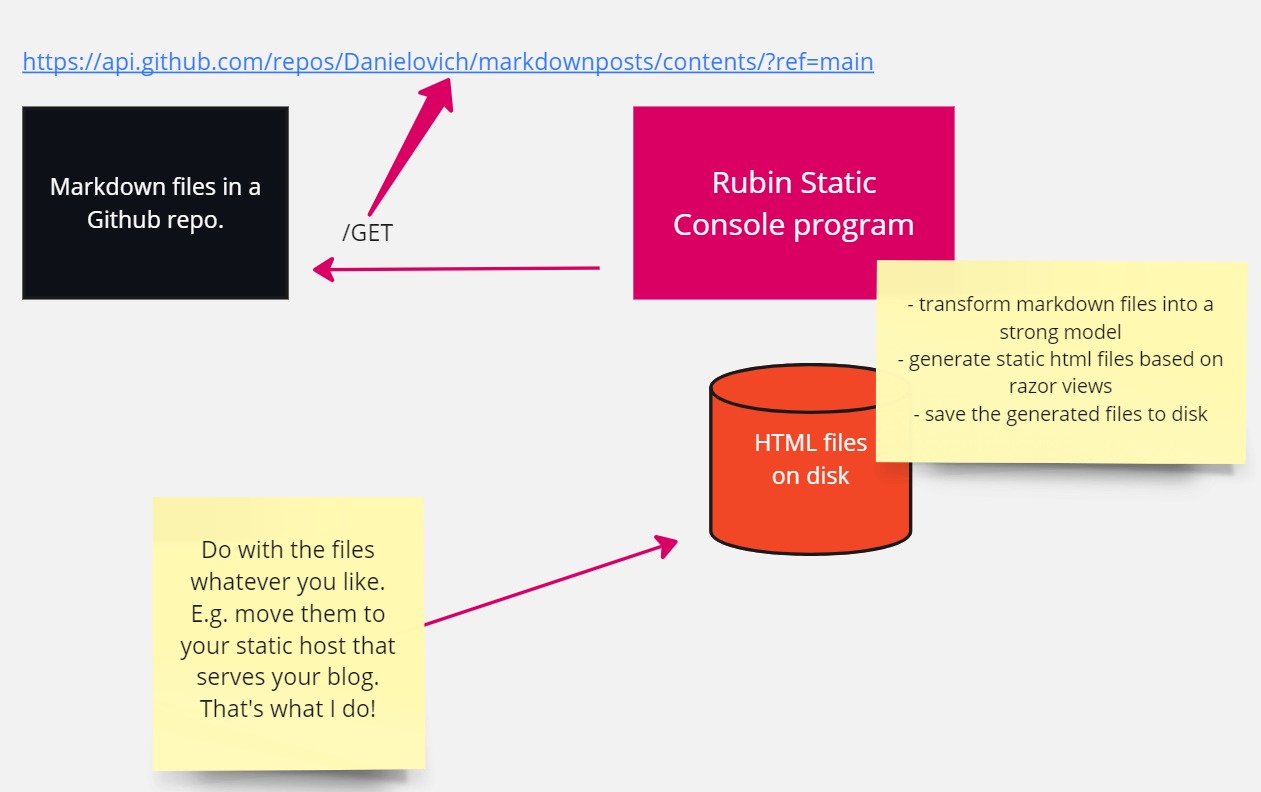 https://api.github.com/repos/Danielovich/markdownposts/contents/?ref=main
Markdown files in a
Github repo.
/GET
Rubin Static
Console program
- transform markdown files into a
strong model
- generate static html files based on
razor views
- save the generated files to disk
HTML files
on disk
Do with the files
whatever you like.
E.g. move them to
your static host that
serves your blog.
That's what I do!